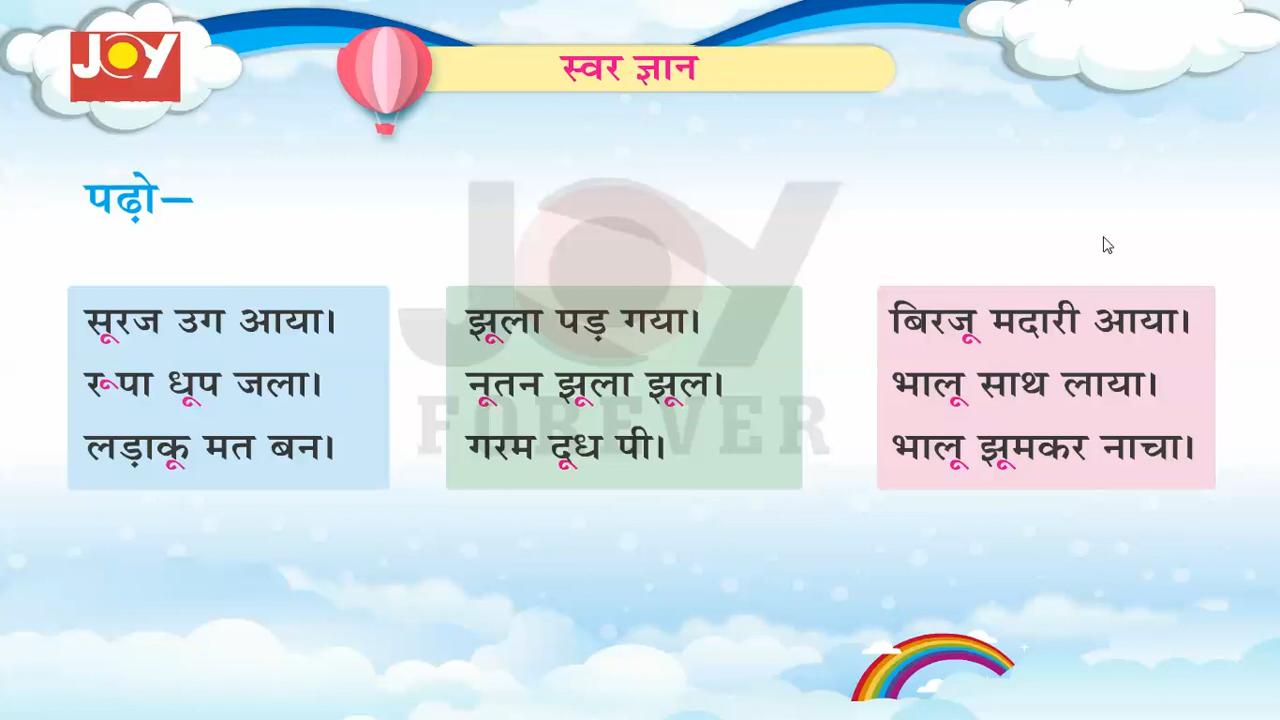 JOY
स्वर ज्ञान
पढ़ो–
सूरज उग आया।
रूपा धूप जला।
लड़ाकू मत बन।
झूला पड़ गया।
नूतन झूला झूल।
गरम दूध पी।
बिरजू मदारी आया।
भालू साथ लाया।
भालू झूमकर नाचा।
JOY
FOREVER